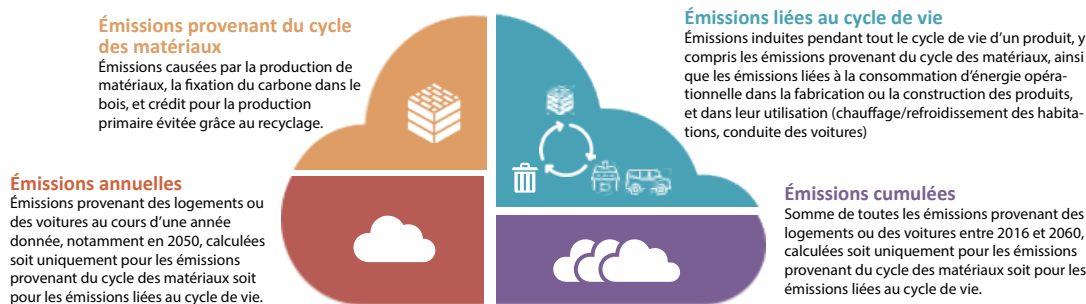 Émissions provenant du cycle
des matériaux
Émissions causées par la production de
matériaux, la fixation du carbone dans le
bois, et crédit pour la production
primaire évitée grâce au recyclage.
Émissions liées au cycle de vie
Émissions induites pendant tout le cycle de vie d'un produit, y
compris les émissions provenant du cycle des matériaux, ainsi
que les émissions liées à la consommation d'énergie opéra-
tionnelle dans la fabrication ou la construction des produits,
et dans leur utilisation (chauffage/refroidissement des habita-
tions, conduite des voitures)
Émissions annuelles
Émissions provenant des logements ou
des voitures au cours d'une année
donnée, notamment en 2050, calculées
soit uniquement pour les émissions
provenant du cycle des matériaux soit
pour les émissions liées au cycle de vie.
Émissions cumulées
Somme de toutes les émissions provenant des
logements ou des voitures entre 2016 et 2060,
calculées soit uniquement pour les émissions
provenant du cycle des matériaux soit pour les
émissions liées au cycle de vie.